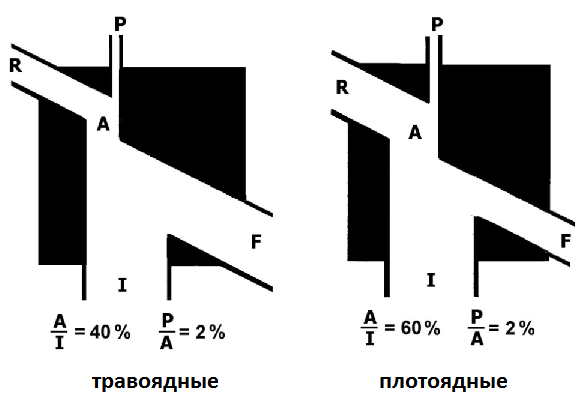 P
R
A
F
I
A/I = 40 % P/A = 2 %
травоядные
P
R
A
F
I
A/I = 60 % P/A = 2 %
плотоядные